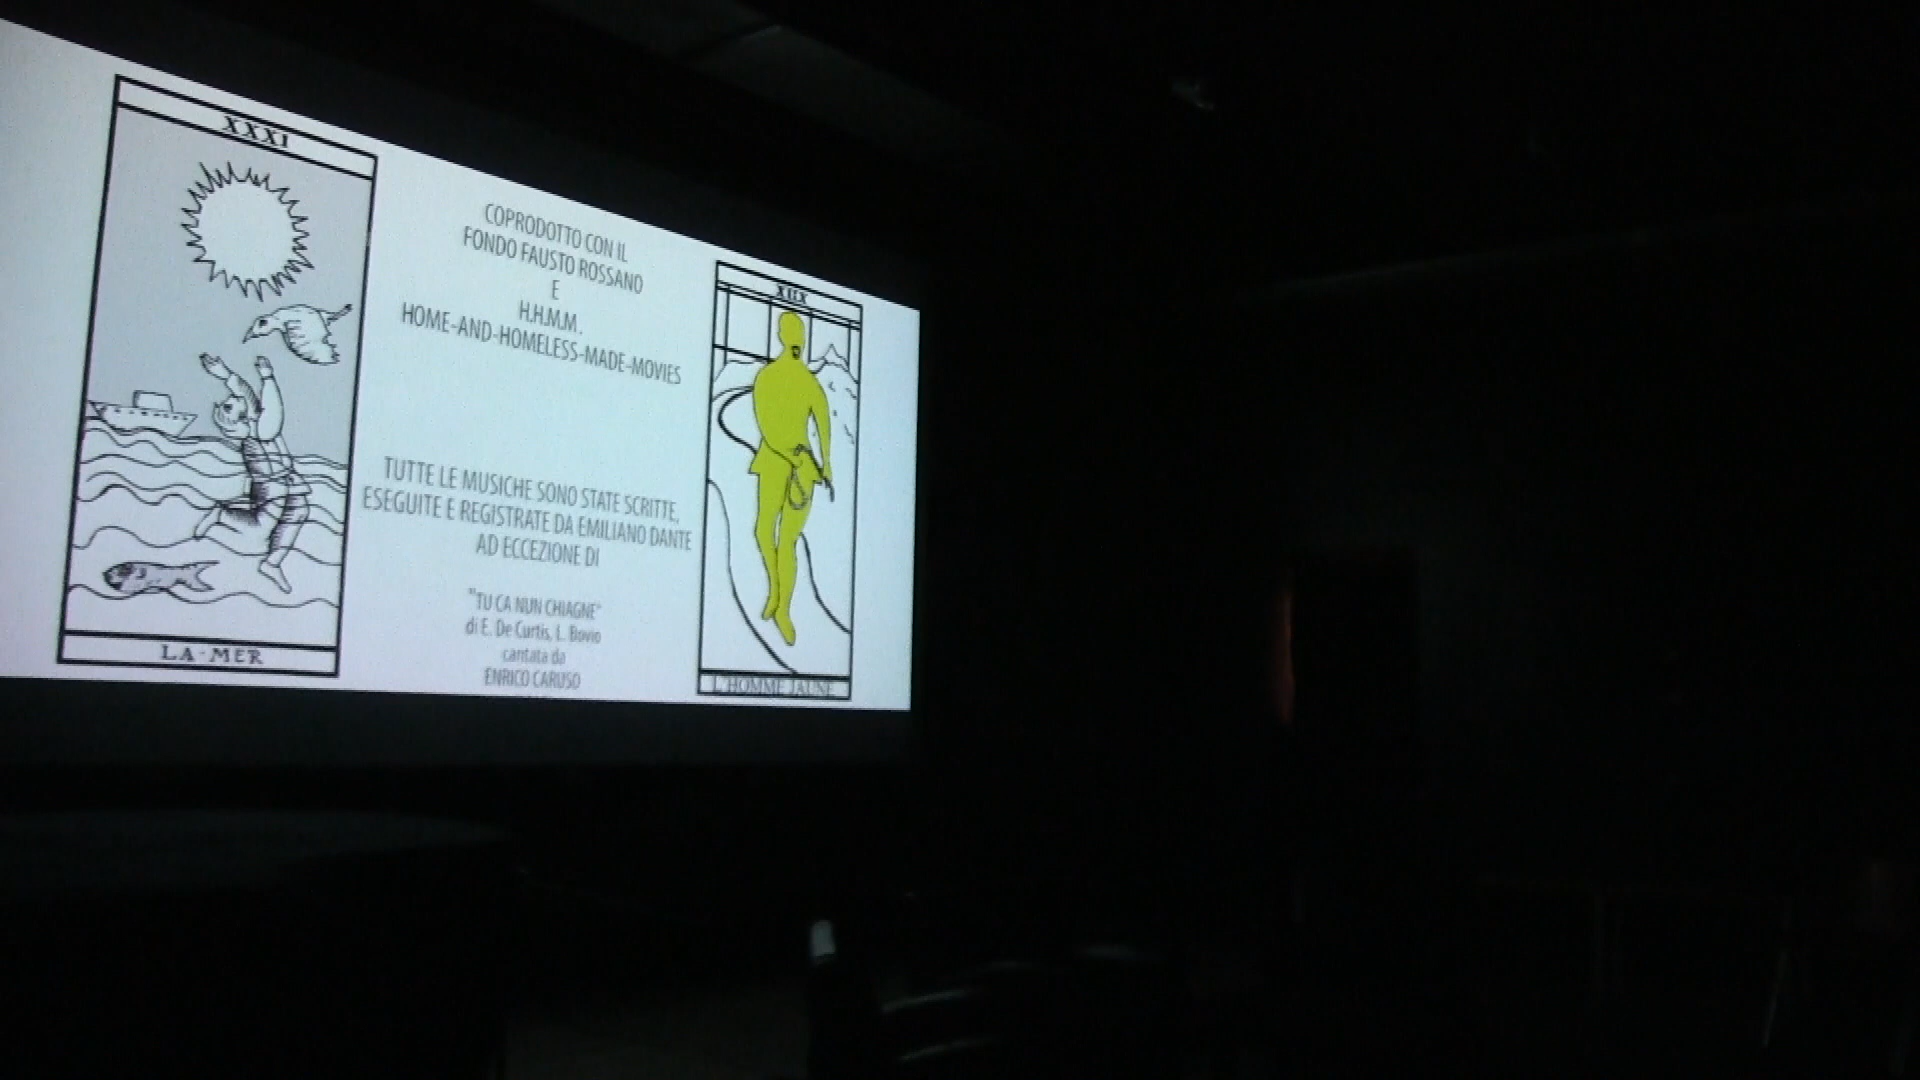 XXXI
LA-MER
COPRODOTTO CON IL
FONDO FAUSTO ROSSANO
E
H.H.M.M.
HOME-AND-HOMELESS-MADE-MOVIES
TUTTE LE MUSICHE SONO STATE SCRITTE,
ESEGUITE E REGISTRATE DA EMILIANO DANTE
AD ECCEZIONE DI
"TU CA NUN CHIAGNE"
di E. De Curtis, L. Bovio
cantata da
ENRICO CARUSO
L'HOMME JAUNE